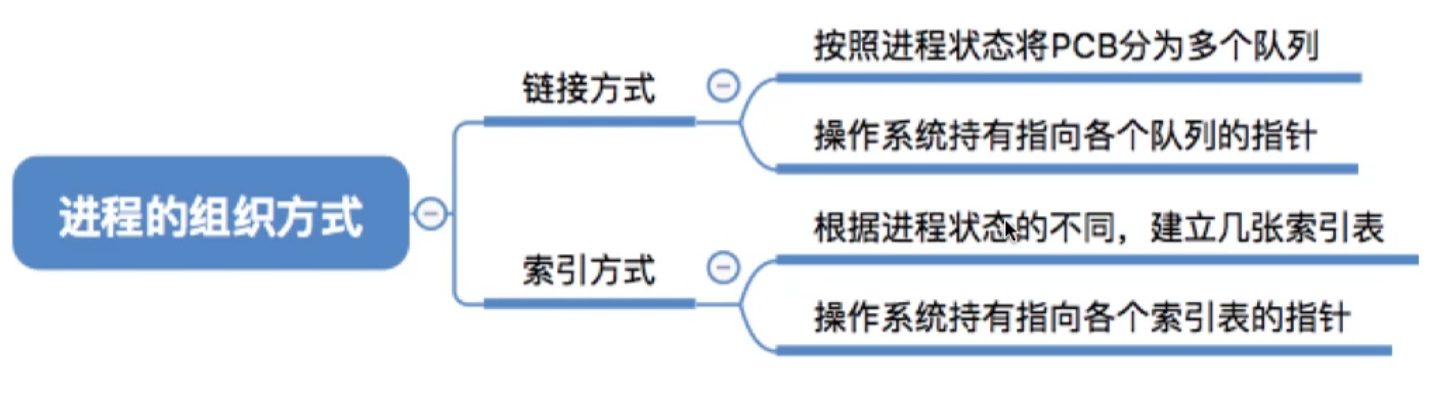 进程的组织方式
链接方式
按照进程状态将PCB分为多个队列
操作系统持有指向各个队列的指针
索引方式
根据进程状态的不同，建立几张索引表
操作系统持有指向各个索引表的指针